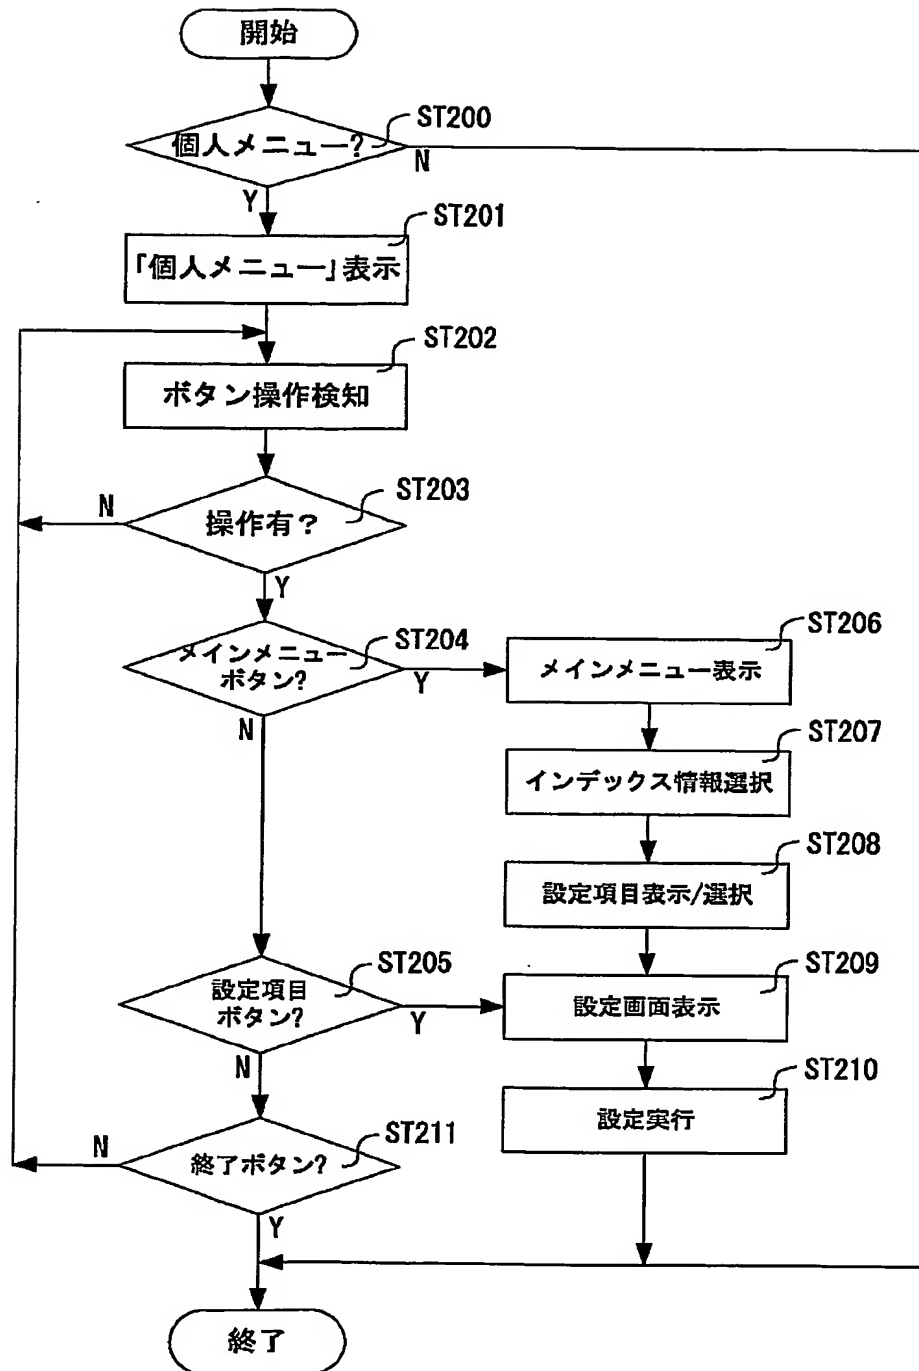 開始
ST200
個人メニュー?
N
Y
ST201
「個人メニュー」表示
ST202
ボタン操作検知
ST203
N
操作有?
Y
ST204
メインメニュー
ボタン?
Y
N
ST206
メインメニュー表示
ST207
インデックス情報選択
ST208
設定項目表示/選択
ST205
設定項目
ボタン?
Y
N
ST209
設定画面表示
ST210
設定実行
ST211
N
終了ボタン?
Y
終了